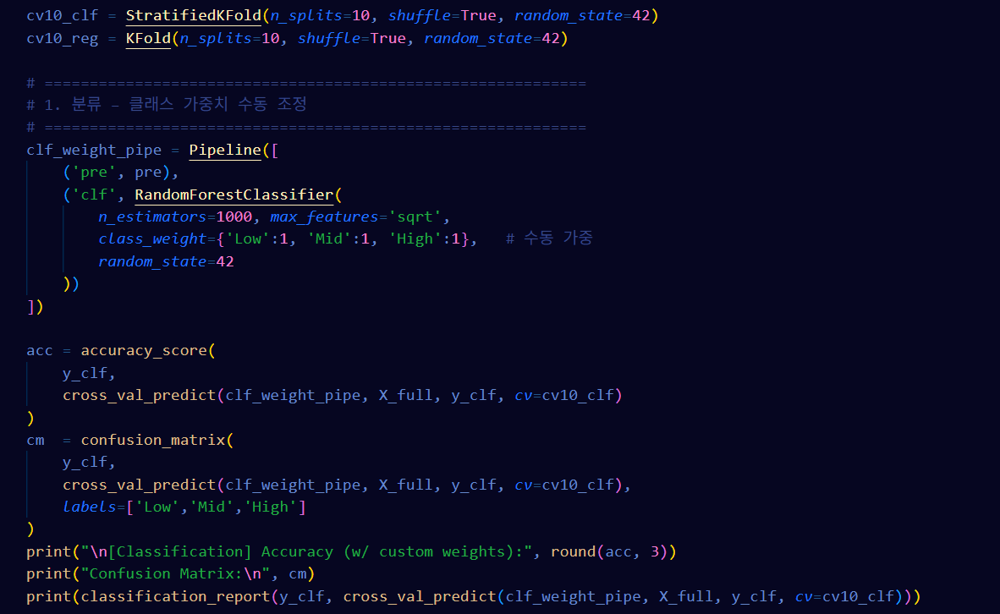 cv10_clf = StratifiedKFold(n_splits=10, shuffle=True, random_state=42)
cv10_reg = KFold(n_splits=10, shuffle=True, random_state=42)
# ============================================================
# 1. 분류 – 클래스 가중치 수동 조정
# ============================================================
clf_weight_pipe = Pipeline([
    ('pre', pre),
    ('clf', RandomForestClassifier(
        n_estimators=1000, max_features='sqrt',
        class_weight={'Low':1, 'Mid':1, 'High':1},   # 수동 가중
        random_state=42
    ))
])
acc = accuracy_score(
    y_clf,
    cross_val_predict(clf_weight_pipe, X_full, y_clf, cv=cv10_clf)
)
cm  = confusion_matrix(
    y_clf,
    cross_val_predict(clf_weight_pipe, X_full, y_clf, cv=cv10_clf),
    labels=['Low','Mid','High']
)
print("\n[Classification] Accuracy (w/ custom weights):", round(acc, 3))
print("Confusion Matrix:\n", cm)
print(classification_report(y_clf, cross_val_predict(clf_weight_pipe, X_full, y_clf, cv=cv10_clf)))